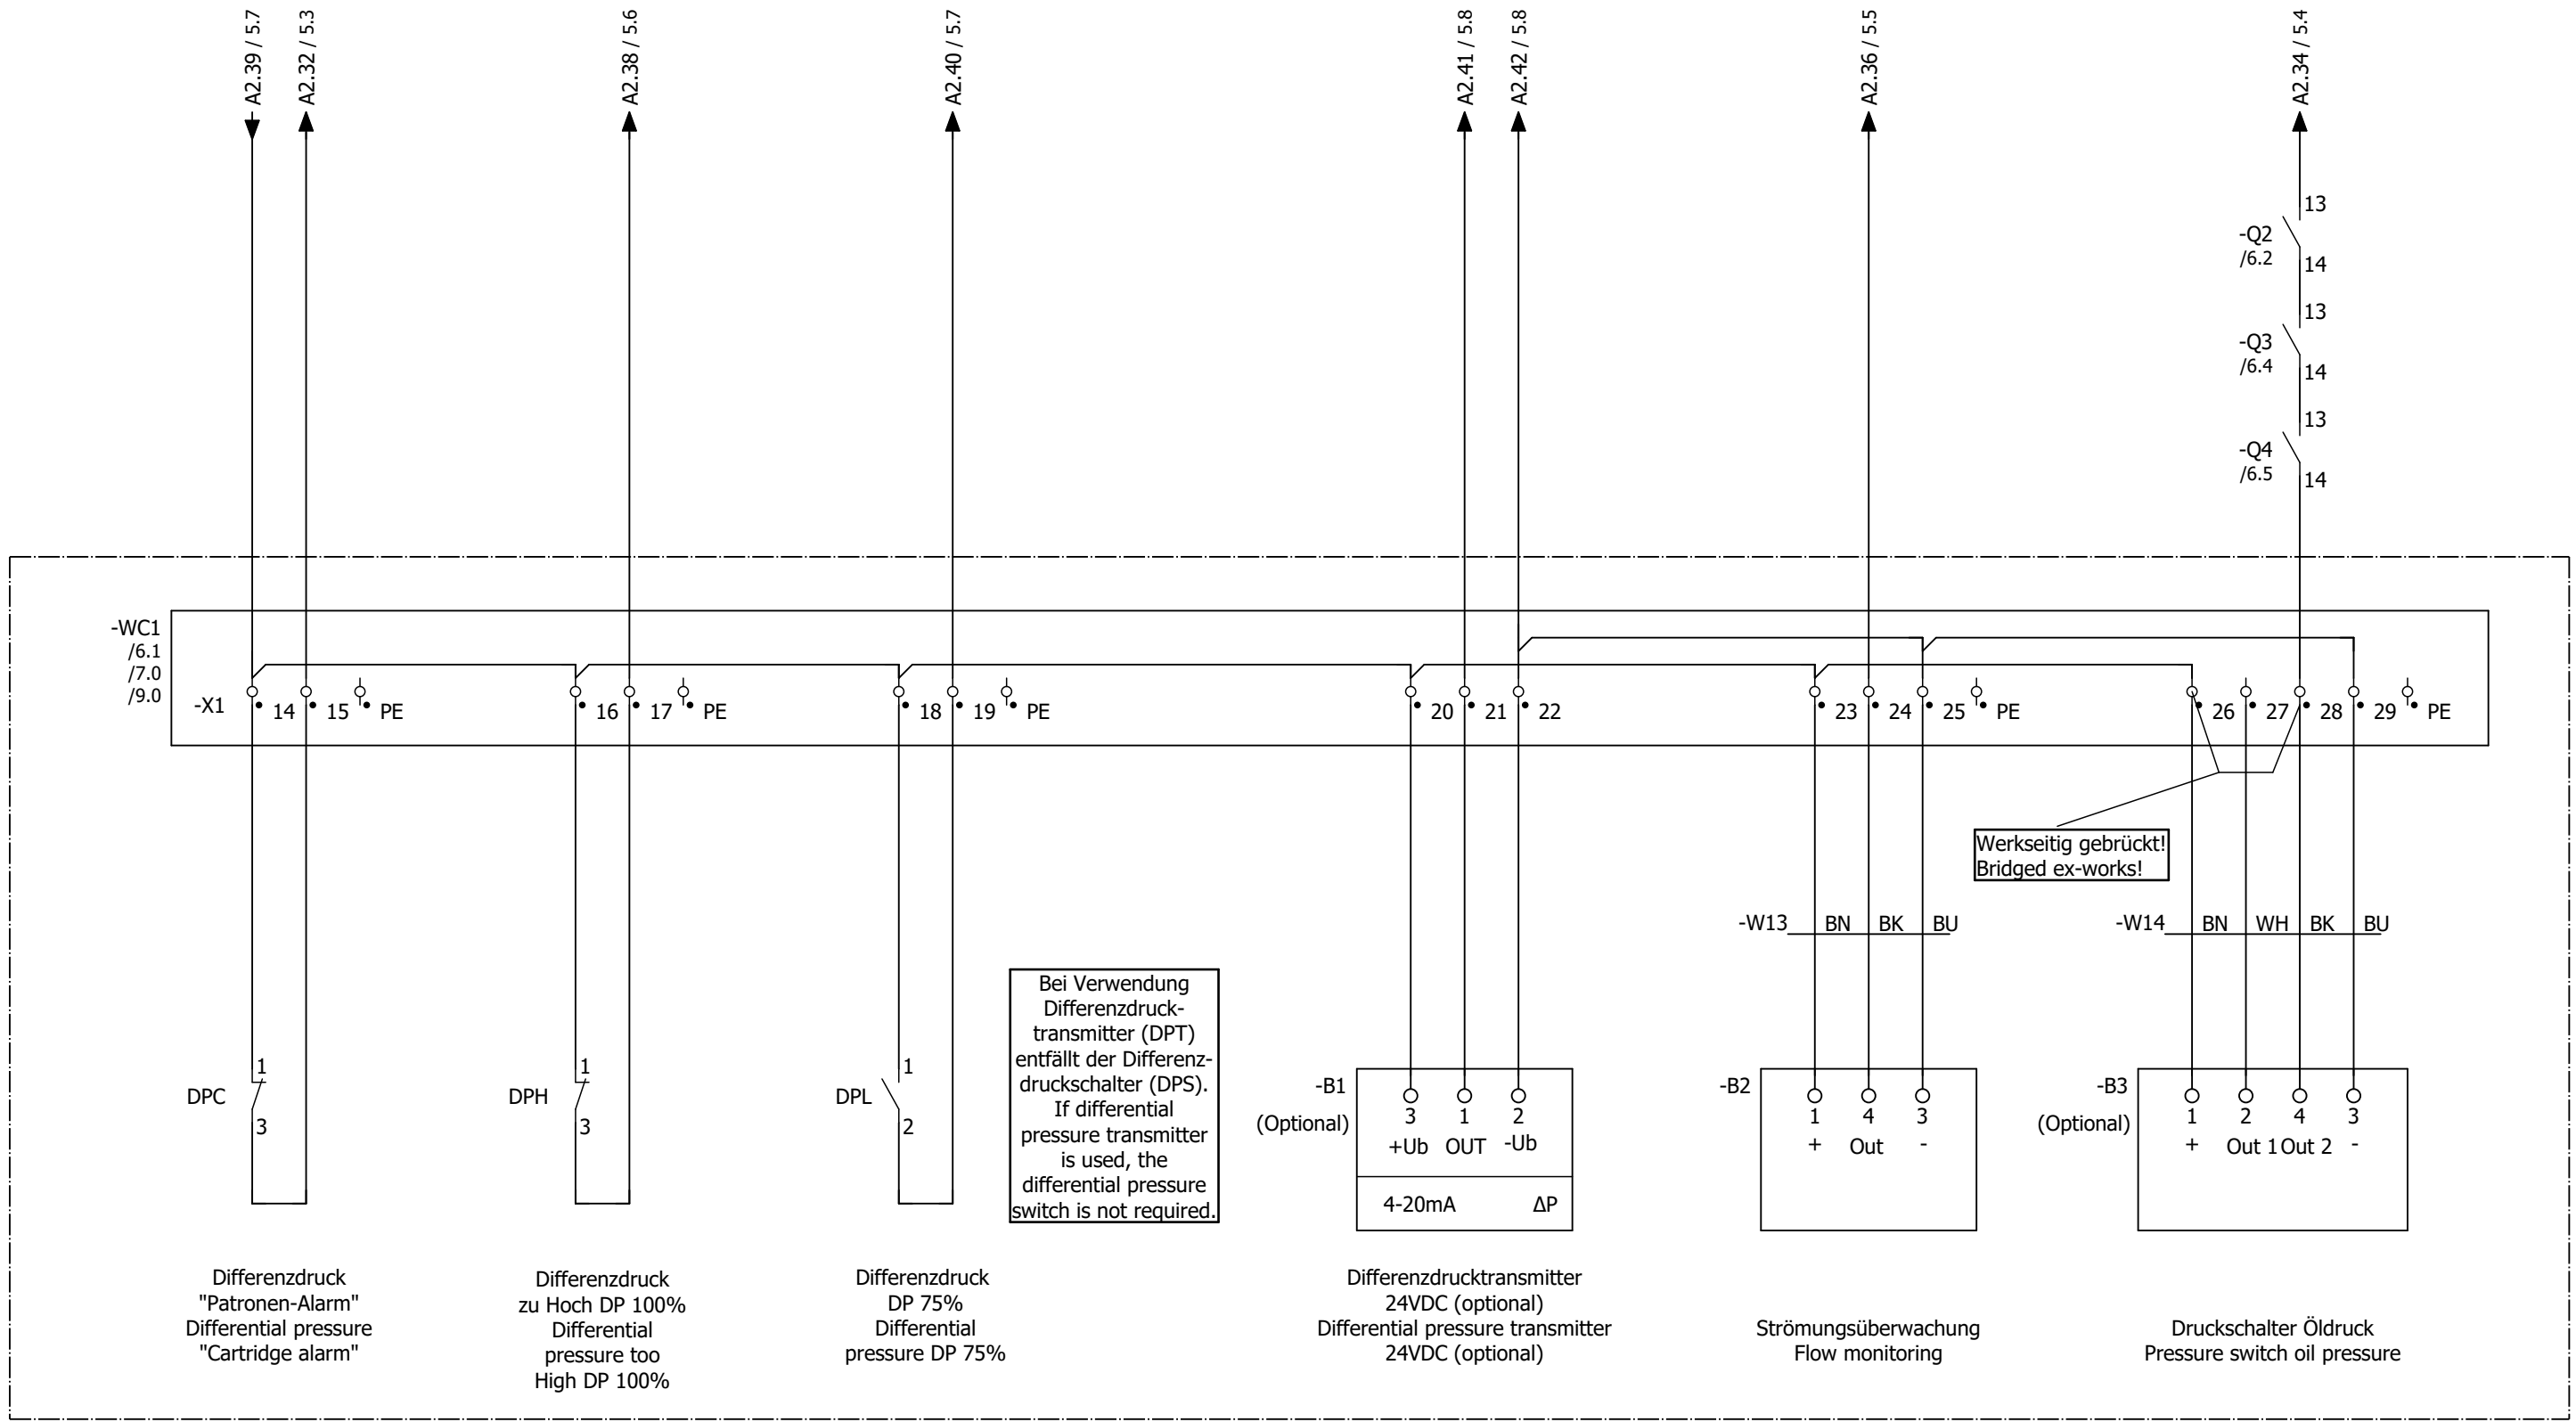 A2.39 / 5.7
A2.32 / 5.3
A2.38 / 5.6
A2.40 / 5.7
A2.41 / 5.8
A2.42 / 5.8
A2.36 / 5.5
A2.34 / 5.4
13
-Q2
/6.2
14
13
-Q3
/6.4
14
13
-Q4
/6.5
14
-WC1
/6.1
/7.0
/9.0
-X1 14 15 PE 16 17 PE 18 19 PE 20 21 22 23 24 25 PE 26 27 28 29 PE
Werkseitig gebrückt!
Bridged ex-works!
-W13 BN BK BU
-W14 BN WH BK BU
Bei Verwendung
Differenzdruck-
transmitter (DPT)
entfällt der Differenz-
druckschalter (DPS).
If differential
pressure transmitter
is used, the
differential pressure
switch is not required.
1
DPC
3
1
DPH
3
1
DPL
2
-B1
(Optional)
3 1 2
+Ub OUT -Ub
4-20mA ΔP
-B2
1 4 3
+ Out -
-B3
(Optional)
1 2 4 3
+ Out 1 Out 2 -
Differenzdruck
"Patronen-Alarm"
Differential pressure
"Cartridge alarm"
Differenzdruck
zu Hoch DP 100%
Differential
pressure too
High DP 100%
Differenzdruck
DP 75%
Differential
pressure DP 75%
Differenzdrucktransmitter
24VDC (optional)
Differential pressure transmitter
24VDC (optional)
Strömungsüberwachung
Flow monitoring
Druckschalter Öldruck
Pressure switch oil pressure